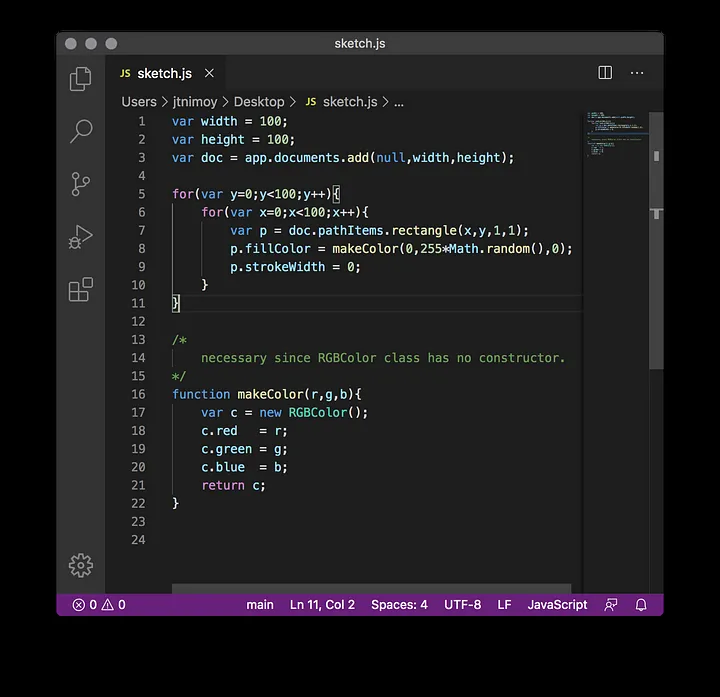 sketch.js
JS sketch.js ×
Users > jtnimoy > Desktop > JS sketch.js > ...
1 var width = 100;
2 var height = 100;
3 var doc = app.documents.add(null,width,height);
4
5 for(var y=0;y<100;y++){
6     for(var x=0;x<100;x++){
7         var p = doc.pathItems.rectangle(x,y,1,1);
8         p.fillColor = makeColor(0,255*Math.random(),0);
9         p.strokeWidth = 0;
10     }
11 }
12
13 /*
14     necessary since RGBColor class has no constructor.
15 */
16 function makeColor(r,g,b){
17     var c = new RGBColor();
18     c.red   = r;
19     c.green = g;
20     c.blue  = b;
21     return c;
22 }
23
24
0 0 main Ln 11, Col 2 Spaces: 4 UTF-8 LF JavaScript